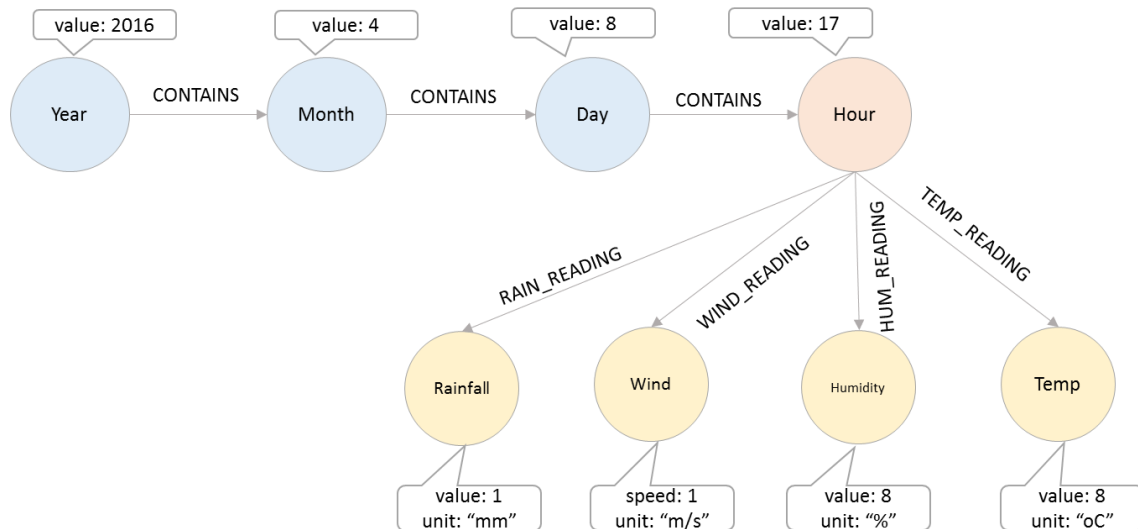 value: 2016
value: 4
value: 8
value: 17
Year
CONTAINS
Month
CONTAINS
Day
CONTAINS
Hour
RAIN_READING
WIND_READING
HUM_READING
TEMP_READING
Rainfall
Wind
Humidity
Temp
value: 1
unit: “mm”
speed: 1
unit: “m/s”
value: 8
unit: “%”
value: 8
unit: “oC”